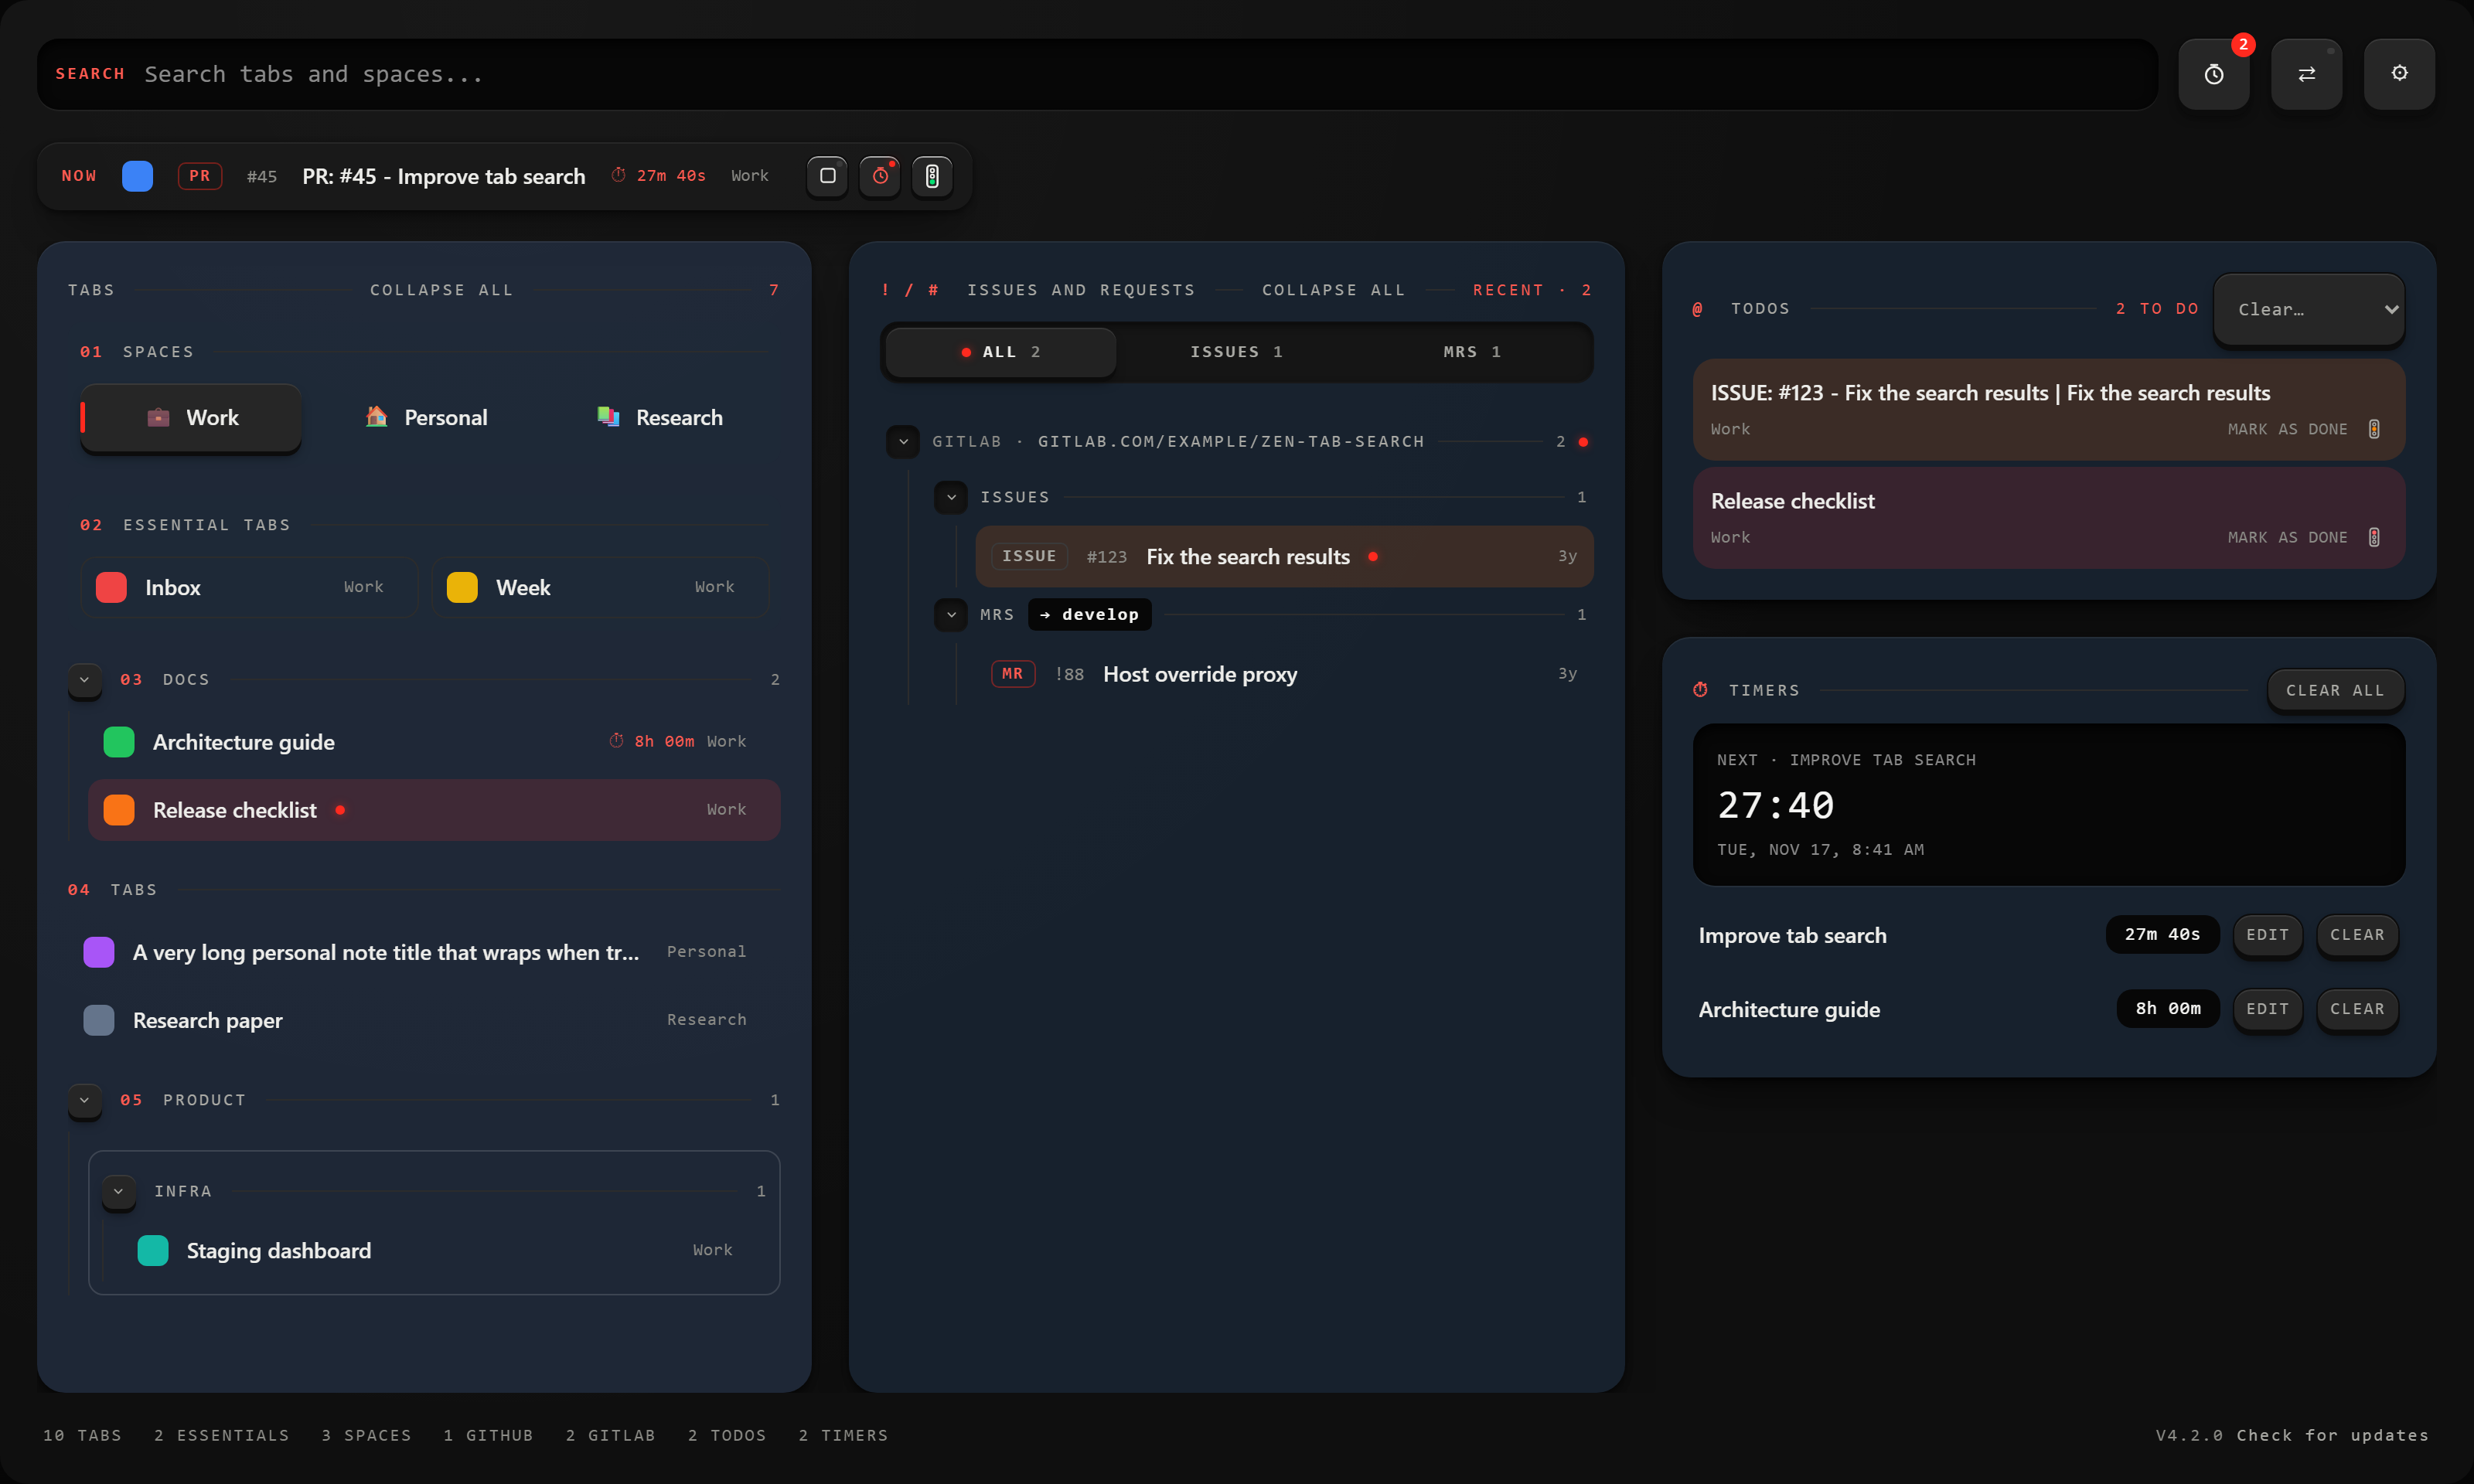 SEARCH Search tabs and spaces...
2
NOW PR #45 PR: #45 - Improve tab search 27m 40s Work
TABS COLLAPSE ALL 7
01 SPACES
Work Personal Research
02 ESSENTIAL TABS
Inbox Work Week Work
03 DOCS 2
Architecture guide 8h 00m Work
Release checklist Work
04 TABS
A very long personal note title that wraps when tr... Personal
Research paper Research
05 PRODUCT 1
INFRA 1
Staging dashboard Work
! / # ISSUES AND REQUESTS COLLAPSE ALL RECENT · 2
ALL 2 ISSUES 1 MRS 1
GITLAB · GITLAB.COM/EXAMPLE/ZEN-TAB-SEARCH 2
ISSUES 1
ISSUE #123 Fix the search results 3y
MRS → develop 1
MR !88 Host override proxy 3y
@ TODOS 2 TO DO Clear…
ISSUE: #123 - Fix the search results | Fix the search results
Work MARK AS DONE
Release checklist
Work MARK AS DONE
TIMERS CLEAR ALL
NEXT · IMPROVE TAB SEARCH
27:40
TUE, NOV 17, 8:41 AM
Improve tab search 27m 40s EDIT CLEAR
Architecture guide 8h 00m EDIT CLEAR
10 TABS 2 ESSENTIALS 3 SPACES 1 GITHUB 2 GITLAB 2 TODOS 2 TIMERS
V4.2.0 Check for updates